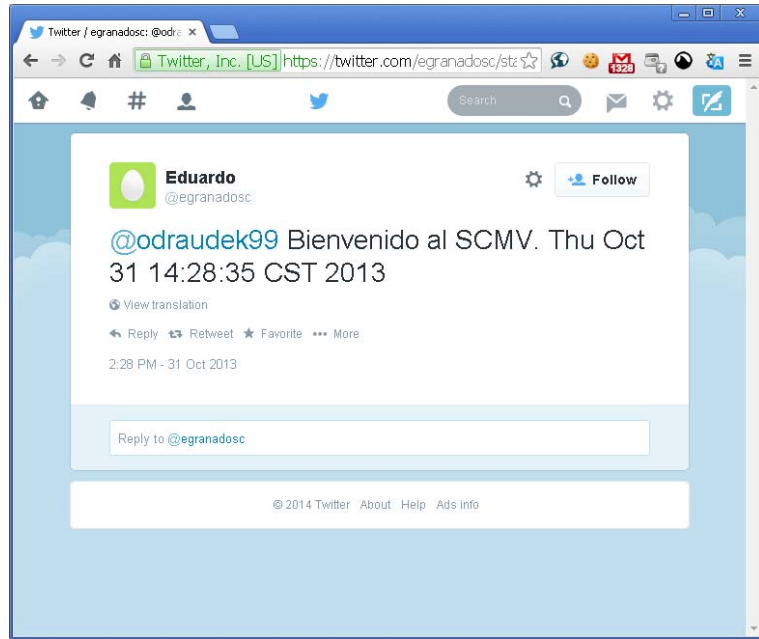 Twitter / egranadosc: @odra
Twitter, Inc. [US] https://twitter.com/egranadosc/sta
1328
Search
Eduardo
@egranadosc
Follow
@odraudek99 Bienvenido al SCMV. Thu Oct
31 14:28:35 CST 2013
View translation
Reply Retweet Favorite More
2:28 PM - 31 Oct 2013
Reply to @egranadosc
© 2014 Twitter About Help Ads info